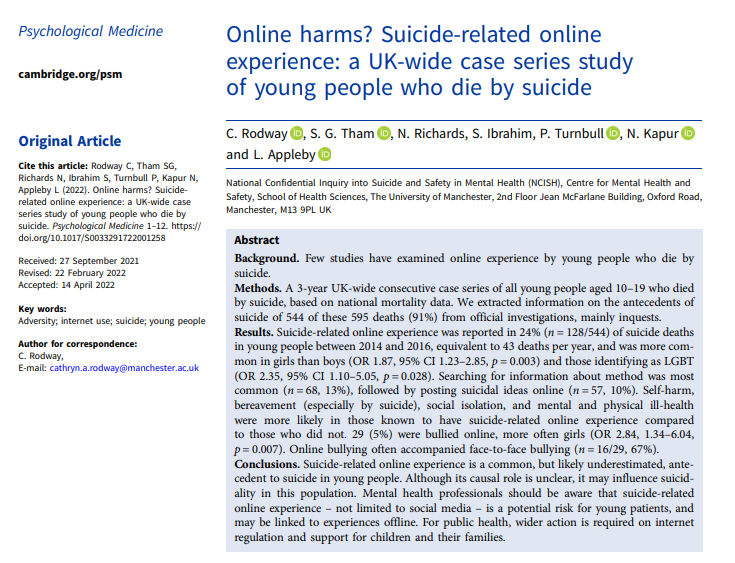 Psychological Medicine
cambridge.org/psm
Original Article
Cite this article: Rodway C, Tham SG,
Richards N, Ibrahim S, Turnbull P, Kapur N,
Appleby L (2022). Online harms? Suicide-
related online experience: a UK-wide case
series study of young people who die by
suicide. Psychological Medicine 1–12. https://
doi.org/10.1017/S0033291722001258
Received: 27 September 2021
Revised: 22 February 2022
Accepted: 14 April 2022
Key words:
Adversity; internet use; suicide; young people
Author for correspondence:
C. Rodway,
E-mail: cathryn.a.rodway@manchester.ac.uk
Online harms? Suicide-related online
experience: a UK-wide case series study
of young people who die by suicide
C. Rodway iD, S. G. Tham iD, N. Richards, S. Ibrahim, P. Turnbull iD, N. Kapur iD
and L. Appleby iD
National Confidential Inquiry into Suicide and Safety in Mental Health (NCISH), Centre for Mental Health and
Safety, School of Health Sciences, The University of Manchester, 2nd Floor Jean McFarlane Building, Oxford Road,
Manchester, M13 9PL UK
Abstract
Background. Few studies have examined online experience by young people who die by
suicide.
Methods. A 3-year UK-wide consecutive case series of all young people aged 10–19 who died
by suicide, based on national mortality data. We extracted information on the antecedents of
suicide of 544 of these 595 deaths (91%) from official investigations, mainly inquests.
Results. Suicide-related online experience was reported in 24% (n = 128/544) of suicide deaths
in young people between 2014 and 2016, equivalent to 43 deaths per year, and was more com-
mon in girls than boys (OR 1.87, 95% CI 1.23–2.85, p = 0.003) and those identifying as LGBT
(OR 2.35, 95% CI 1.10–5.05, p = 0.028). Searching for information about method was most
common (n = 68, 13%), followed by posting suicidal ideas online (n = 57, 10%). Self-harm,
bereavement (especially by suicide), social isolation, and mental and physical ill-health
were more likely in those known to have suicide-related online experience compared
to those who did not. 29 (5%) were bullied online, more often girls (OR 2.84, 1.34–6.04,
p = 0.007). Online bullying often accompanied face-to-face bullying (n = 16/29, 67%).
Conclusions. Suicide-related online experience is a common, but likely underestimated, ante-
cedent to suicide in young people. Although its causal role is unclear, it may influence suicid-
ality in this population. Mental health professionals should be aware that suicide-related
online experience – not limited to social media – is a potential risk for young patients, and
may be linked to experiences offline. For public health, wider action is required on internet
regulation and support for children and their families.